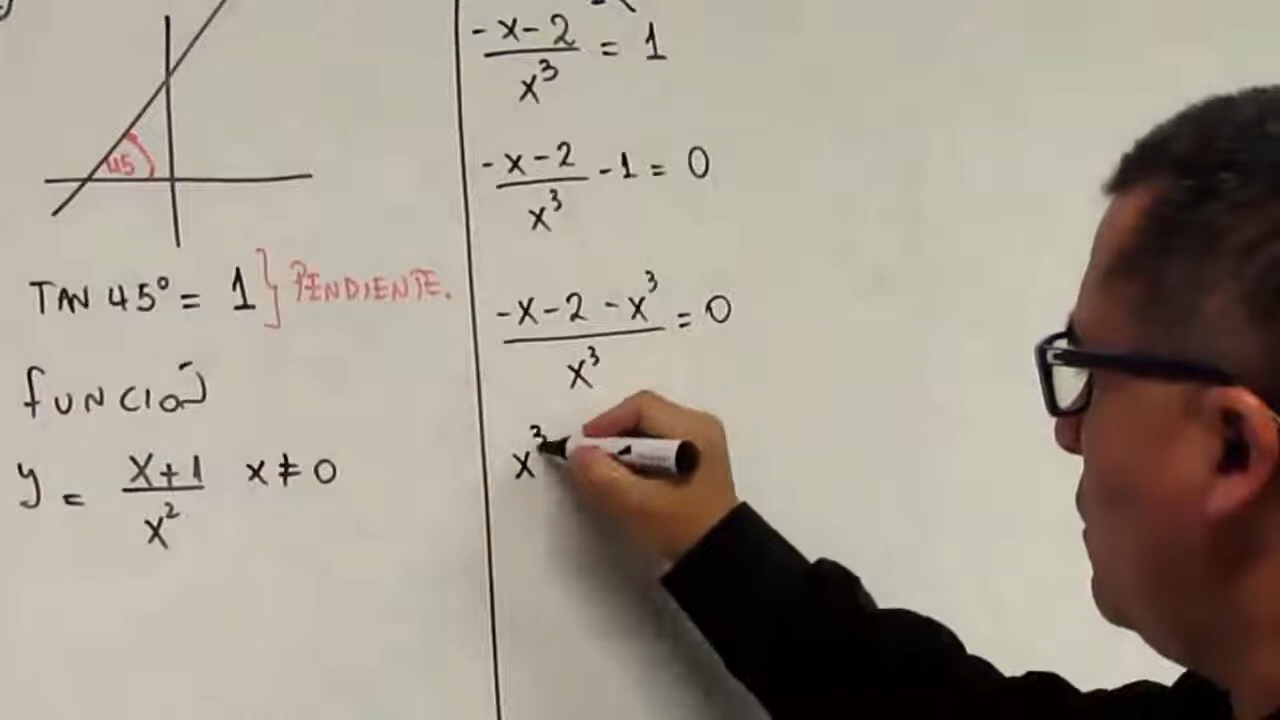 45
TAN 45° = 1 } PENDIENTE.
FUNCIÓN
y = x+1 / x² x ≠ 0
-x-2 / x³ = 1
-x-2 / x³ -1 = 0
-x-2-x³ / x³ = 0
x³